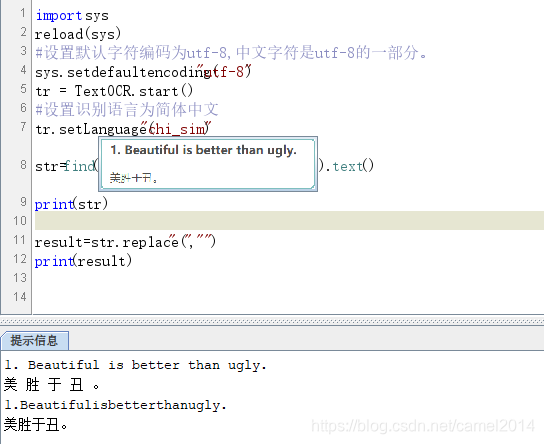 1 import sys
2 reload(sys)
3 #设置默认字符编码为utf-8,中文字符是utf-8的一部分。
4 sys.setdefaultencoding("utf-8")
5 tr = TextOCR.start()
6 #设置识别语言为简体中文
7 tr.setLanguage("chi_sim")
1. Beautiful is better than ugly.
美胜于丑。
8 str=find( ).text()
9 print(str)
10
11 result=str.replace(" ","")
12 print(result)
13
14
提示信息
1. Beautiful is better than ugly.
美 胜 于 丑 。
1.Beautifulisbetterthanugly.
美胜于丑。
https://blog.csdn.net/camel2014